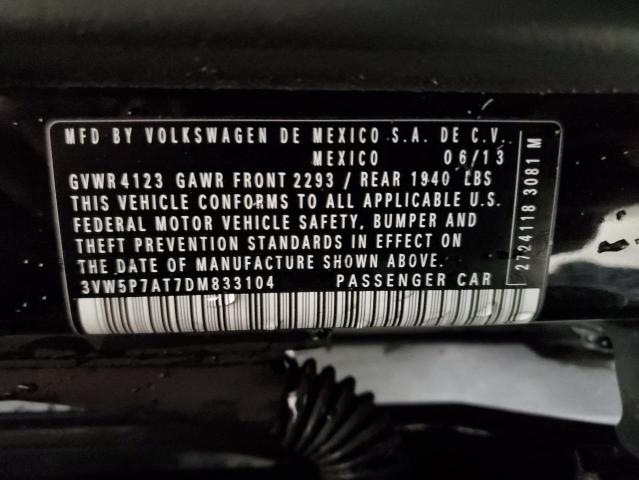 MFD BY VOLKSWAGEN DE MEXICO S.A. DE C.V.
MEXICO 06/13
GVWR 4123 GAWR FRONT 2293 / REAR 1940 LBS
THIS VEHICLE CONFORMS TO ALL APPLICABLE U.S.
FEDERAL MOTOR VEHICLE SAFETY, BUMPER AND
THEFT PREVENTION STANDARDS IN EFFECT ON
THE DATE OF MANUFACTURE SHOWN ABOVE.
3VW5P7AT7DM833104 PASSENGER CAR
27241118 3081 M